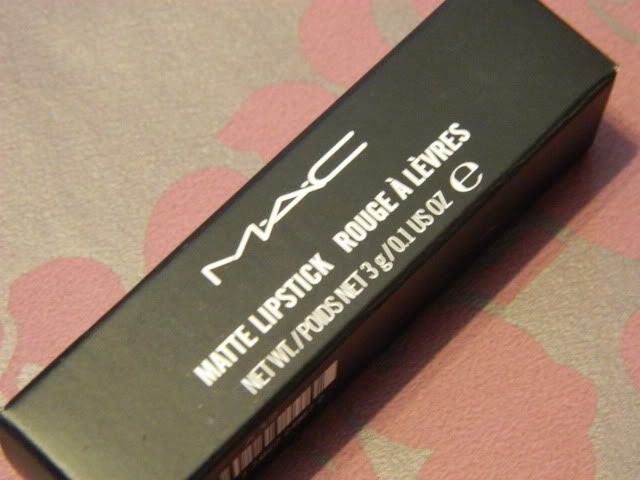 M·A·C
MATTE LIPSTICK ROUGE À LÈVRES
NET WT./POIDS NET 3 g/0.1 US OZ ℮